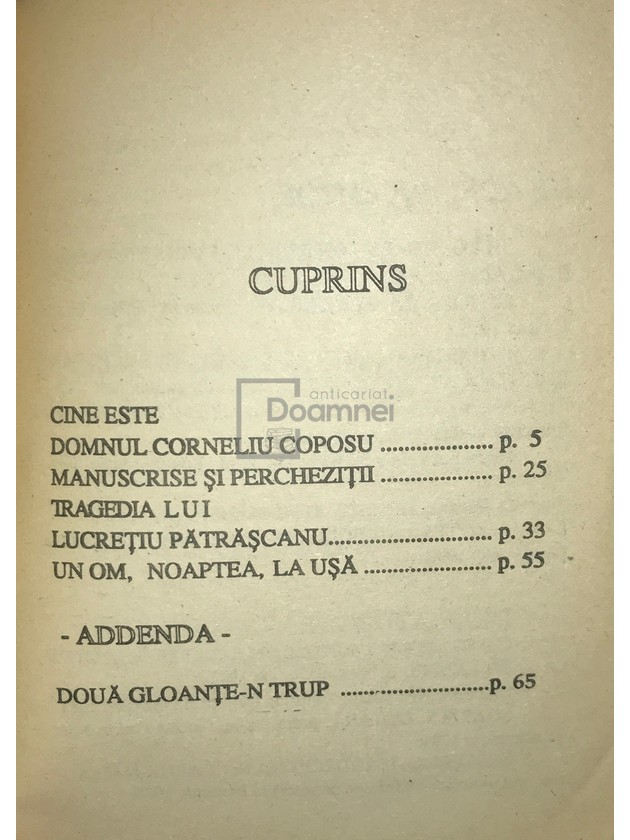 CUPRINS
anticariat
Doamnei
CINE ESTE
DOMNUL CORNELIU COPOSU ..................... p. 5
MANUSCRISE ŞI PERCHEZIŢII ..................... p. 25
TRAGEDIA LUI
LUCREŢIU PĂTRĂŞCANU.............................. p. 33
UN OM, NOAPTEA, LA UŞĂ ........................ p. 55
- ADDENDA -
DOUĂ GLOANŢE-N TRUP ...........................p. 65